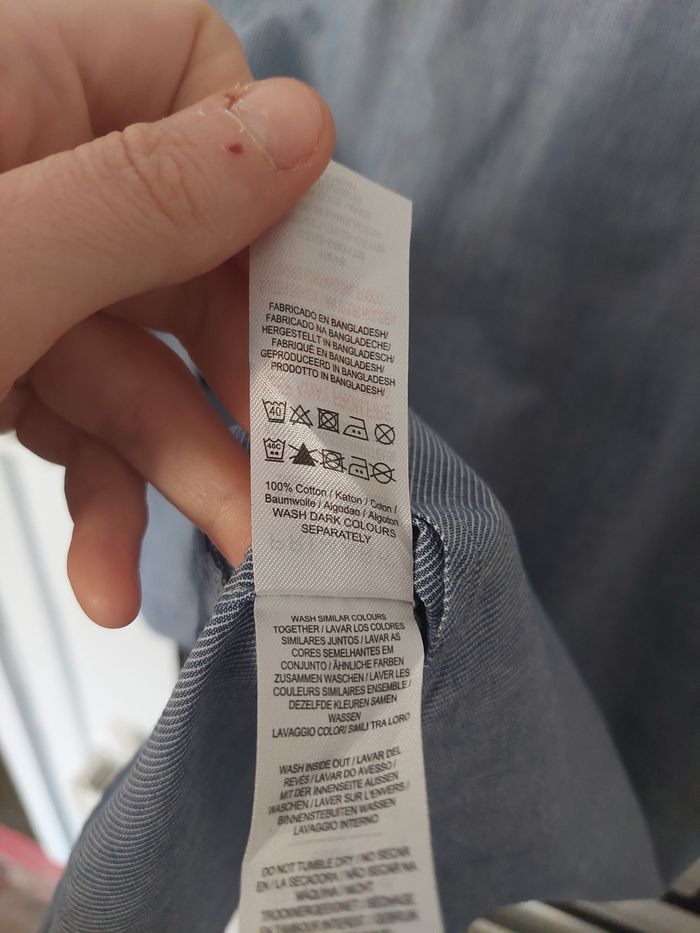 FABRICADO EN BANGLADESH/
FABRICADO NA BANGLADECHE/
HERGESTELLT IN BANGLADESCH/
FABRIQUÉ EN BANGLADESH/
GEPRODUCEERD IN BANGLADESH
PRODOTTO IN BANGLADESH/
40
40C
100% Cotton / Katon / Coton /
Baumwolle / Algodao / Algoton
WASH DARK COLOURS
SEPARATELY
WASH SIMILAR COLOURS
TOGETHER / LAVAR LOS COLORES
SIMILARES JUNTOS / LAVAR AS
CORES SEMELHANTES EM
CONJUNTO / ÄHNLICHE FARBEN
ZUSAMMEN WASCHEN / LAVER LES
COULEURS SIMILAIRES ENSEMBLE /
DEZELFDE KLEUREN SAMEN
WASSEN
LAVAGGIO COLORI SIMILI TRA LORO
WASH INSIDE OUT / LAVAR DEL
REVÉS / LAVAR DO AVESSO /
MIT DER INNENSEITE AUSSEN
WASCHEN / LAVER SUR L'ENVERS /
BINNENSTEBUITEN WASSEN
LAVAGGIO INTERNO
DO NOT TUMBLE DRY / NO SECAR
EN / LA SECADORA / NÃO SECAR NA
MAQUINA / NICHT